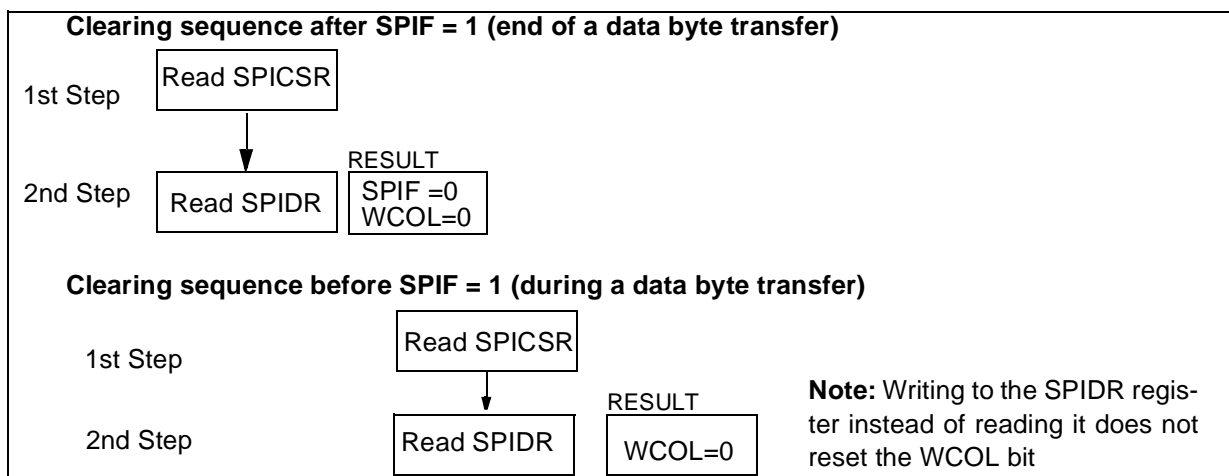 Clearing sequence after SPIF = 1 (end of a data byte transfer)
1st Step
Read SPICSR
2nd Step
Read SPIDR
RESULT
SPIF =0
WCOL=0
Clearing sequence before SPIF = 1 (during a data byte transfer)
1st Step
Read SPICSR
2nd Step
Read SPIDR
RESULT
WCOL=0
Note: Writing to the SPIDR regis-
ter instead of reading it does not
reset the WCOL bit